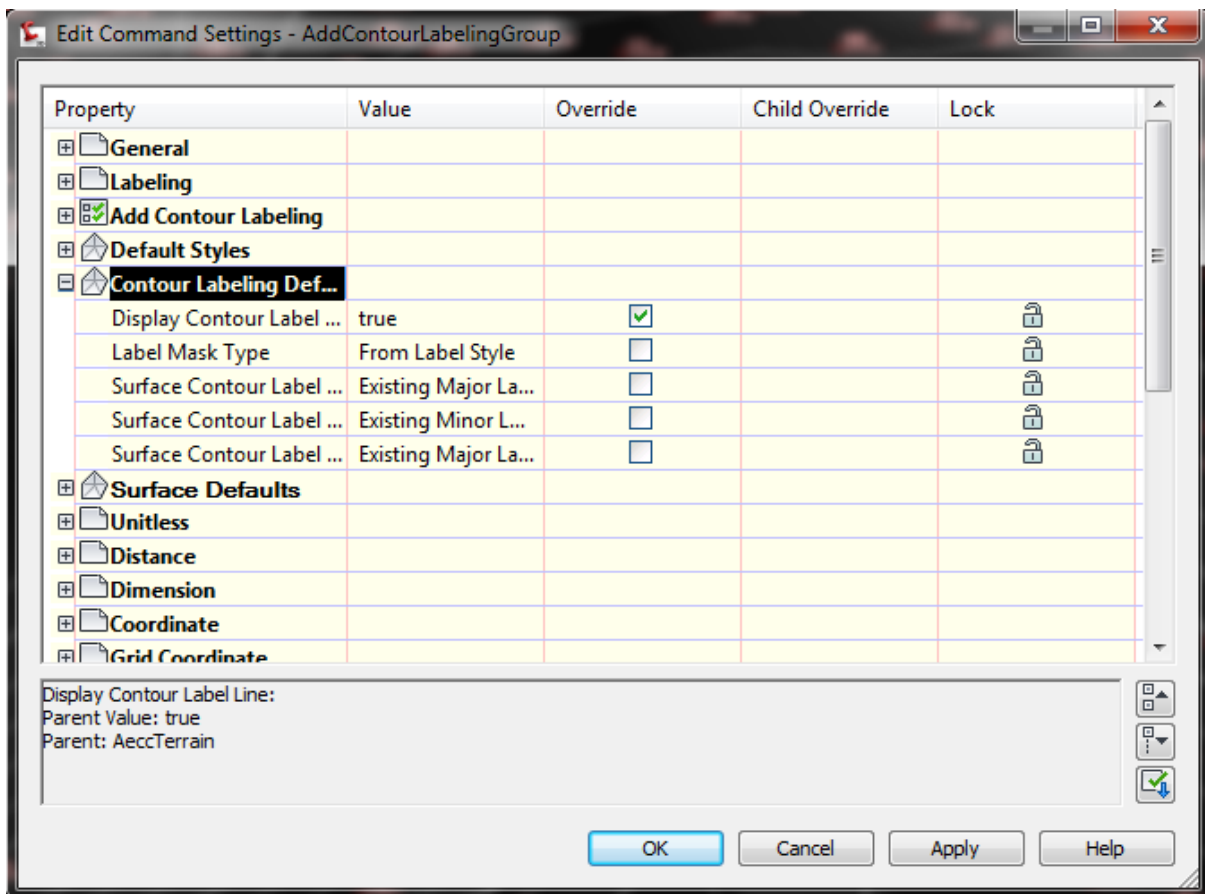 Edit Command Settings - AddContourLabelingGroup
Property Value Override Child Override Lock
General
Labeling
Add Contour Labeling
Default Styles
Contour Labeling Def...
Display Contour Label ... true
Label Mask Type From Label Style
Surface Contour Label ... Existing Major La...
Surface Contour Label ... Existing Minor L...
Surface Contour Label ... Existing Major La...
Surface Defaults
Unitless
Distance
Dimension
Coordinate
Grid Coordinate
Display Contour Label Line:
Parent Value: true
Parent: AeccTerrain
OK Cancel Apply Help